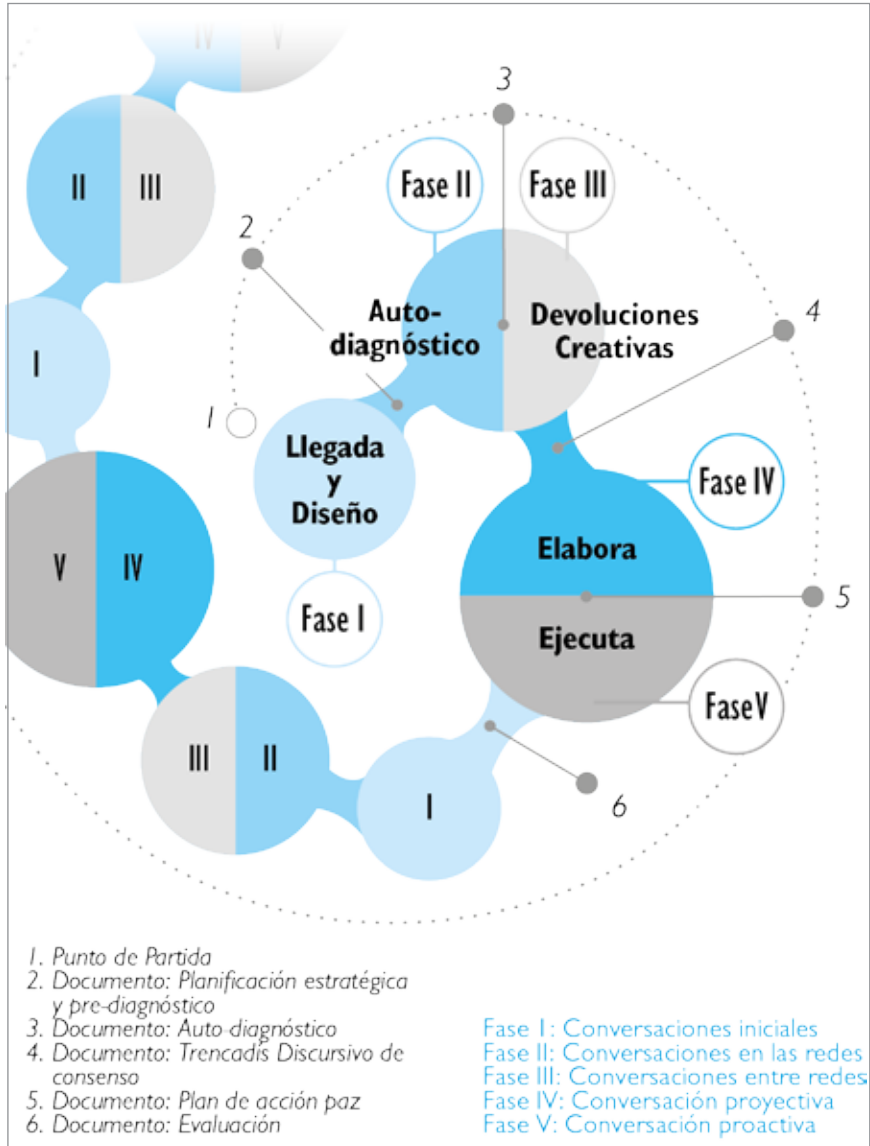 IV
V
3
II
III
Fase II
Fase III
2
Auto-
diagnóstico
Devoluciones
Creativas
4
I
1
Llegada
y
Diseño
Fase IV
V
IV
Elabora
5
Fase I
Ejecuta
Fase V
III
II
I
6
1. Punto de Partida
2. Documento: Planificación estratégica
y pre-diagnóstico
3. Documento: Auto-diagnóstico
4. Documento: Trencadís Discursivo de
consenso
5. Documento: Plan de acción paz
6. Documento: Evaluación
Fase I: Conversaciones iniciales
Fase II: Conversaciones en las redes
Fase III: Conversaciones entre redes
Fase IV: Conversación proyectiva
Fase V: Conversación proactiva